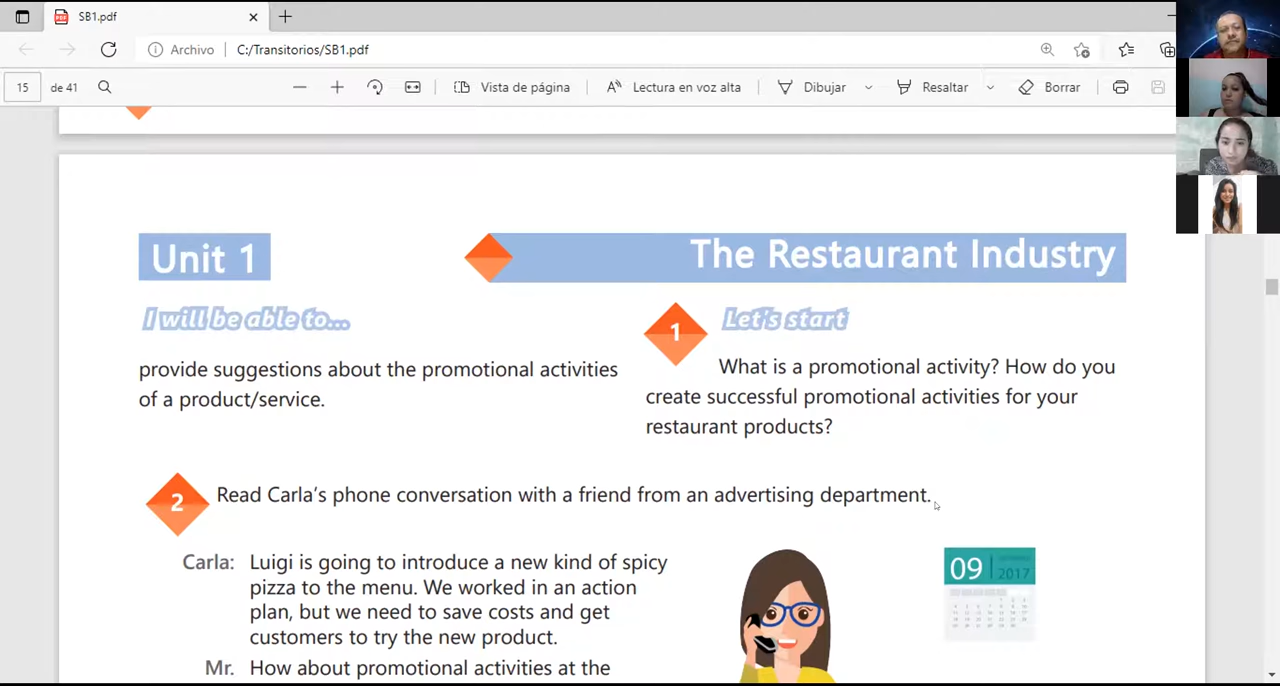 SB1.pdf
Archivo
C:/Transitorios/SB1.pdf
15
de 41
Vista de página
Lectura en voz alta
Dibujar
Resaltar
Borrar
Unit 1
The Restaurant Industry
I will be able to...
provide suggestions about the promotional activities
of a product/service.
1
Let's start
What is a promotional activity? How do you
create successful promotional activities for your
restaurant products?
2
Read Carla's phone conversation with a friend from an advertising department.
Carla: Luigi is going to introduce a new kind of spicy
pizza to the menu. We worked in an action
plan, but we need to save costs and get
customers to try the new product.
Mr. How about promotional activities at the
09
2017